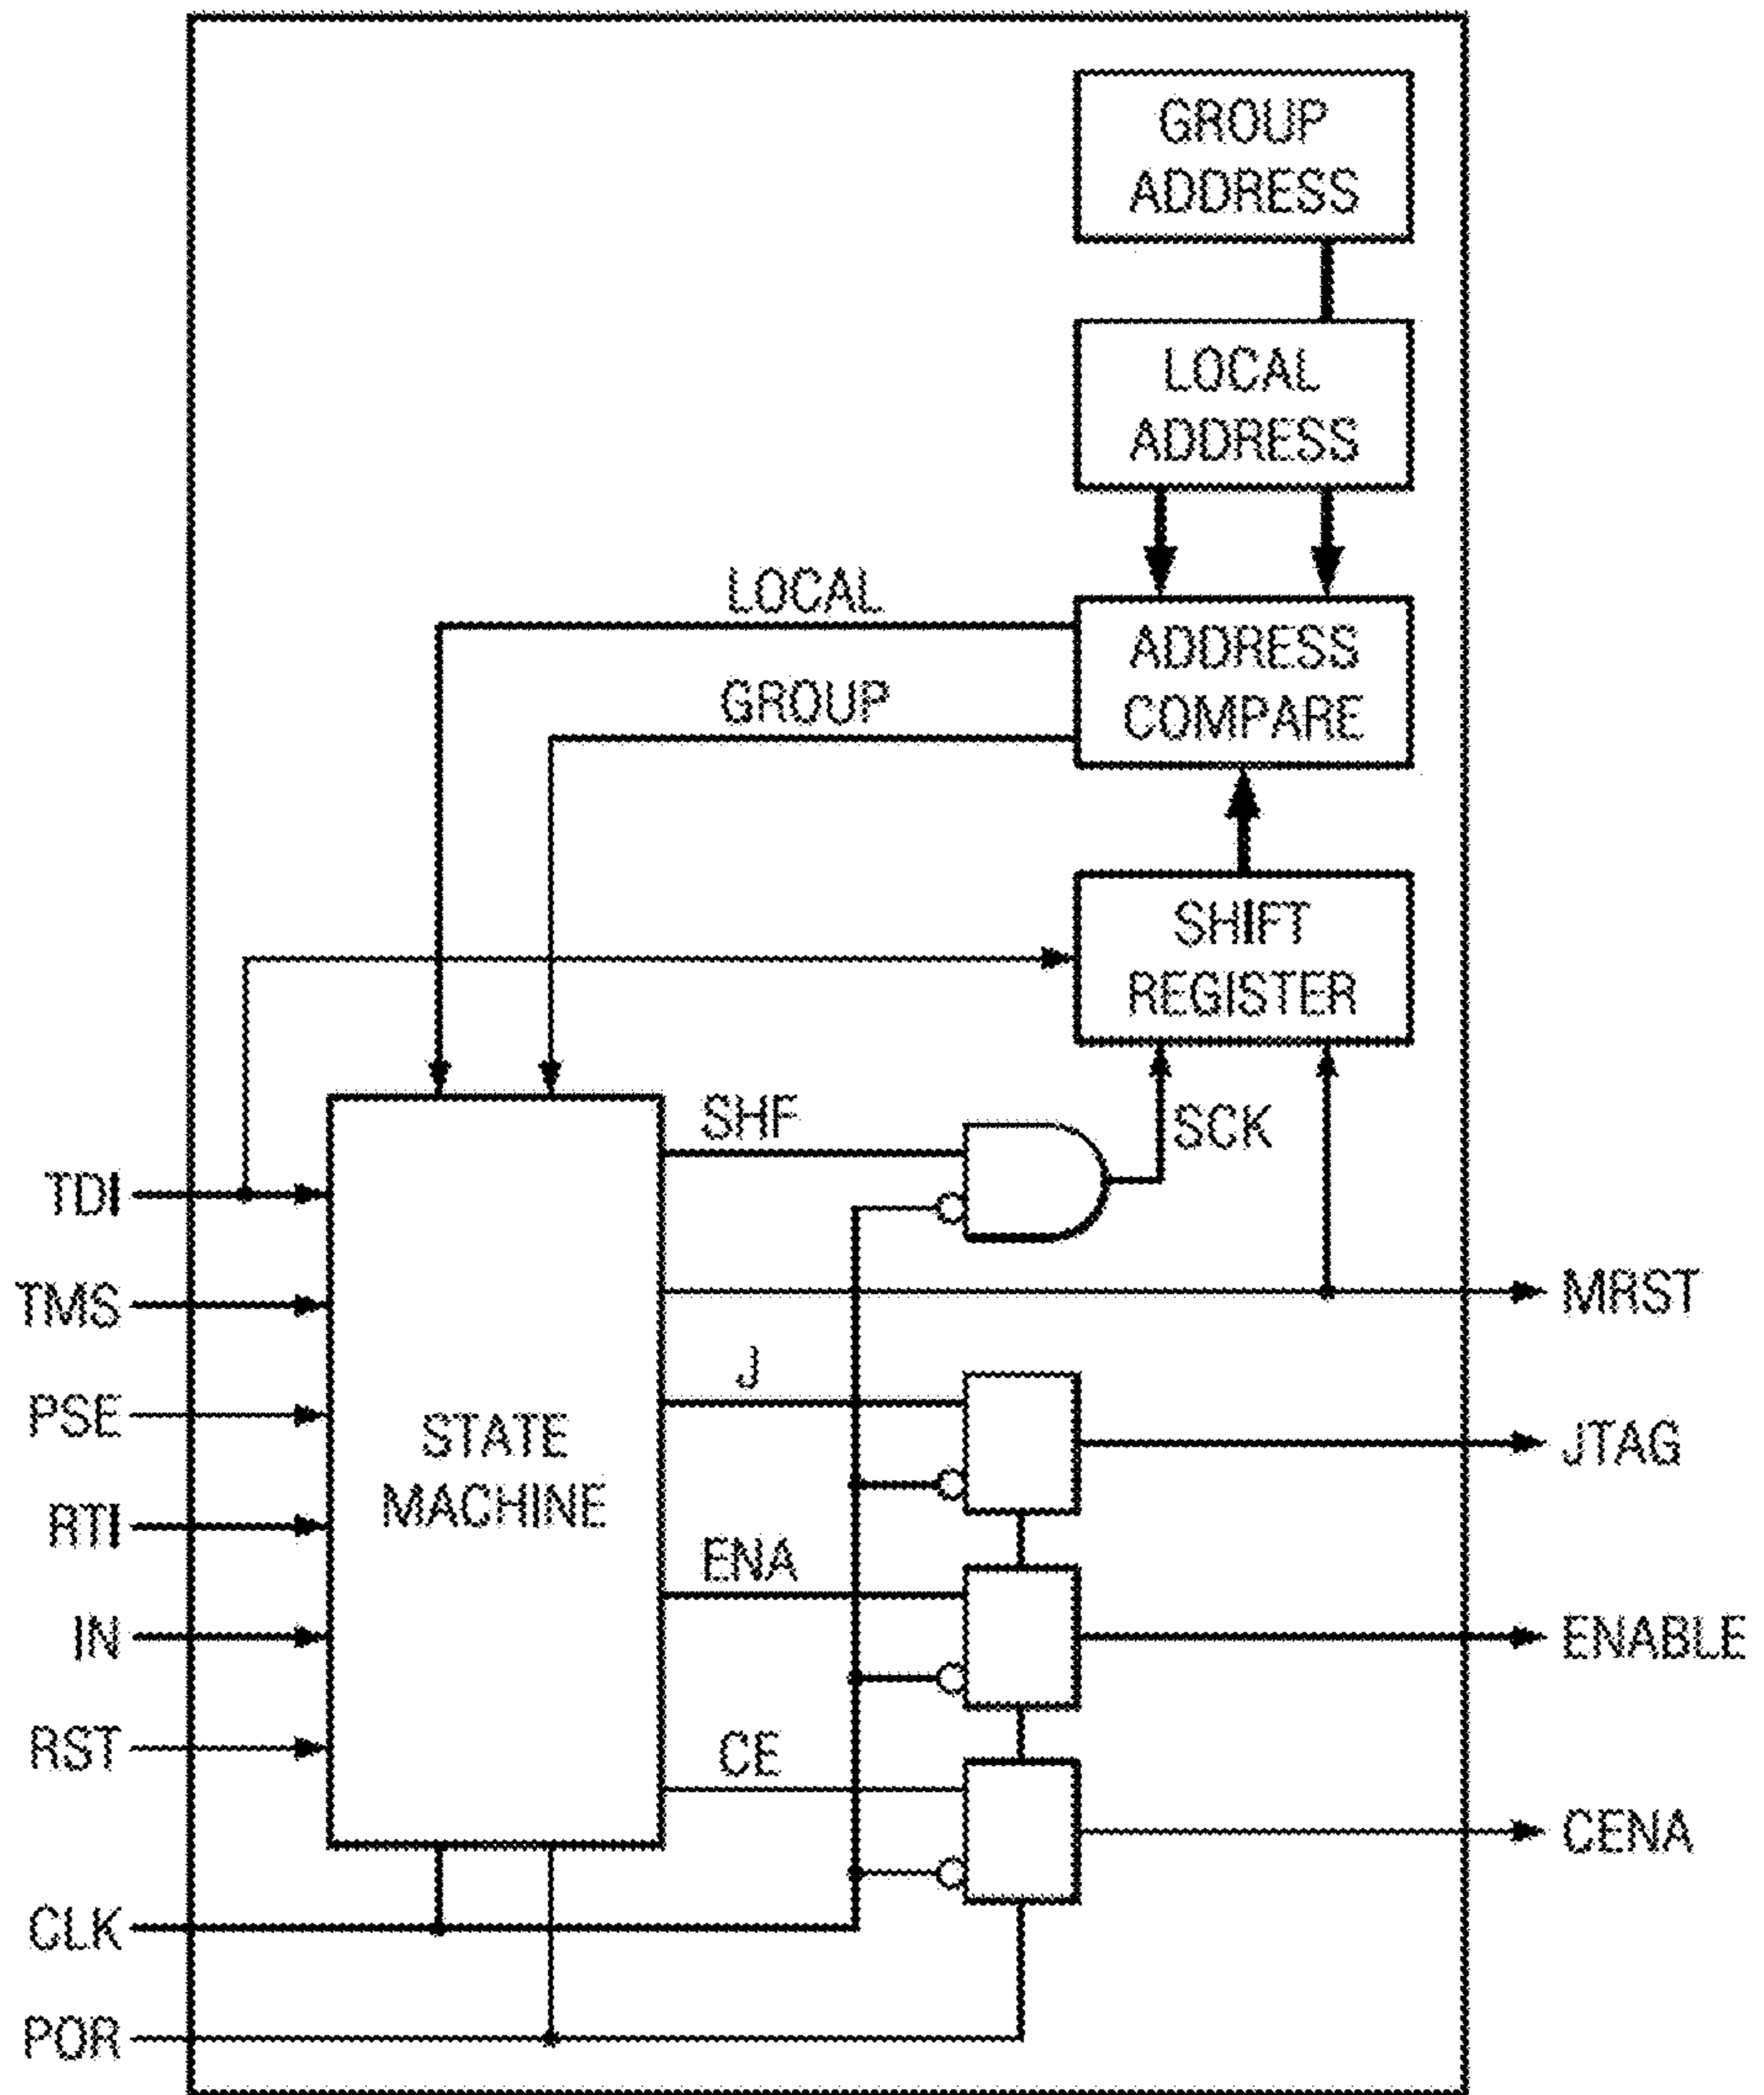 GROUP
ADDRESS
LOCAL
ADDRESS
LOCAL
ADDRESS
COMPARE
GROUP
SHIFT
REGISTER
SHF
SCK
TDI
TMS
MRST
J
PSE
STATE
MACHINE
JTAG
RTI
ENA
IN
ENABLE
RST
CE
CENA
CLK
POR